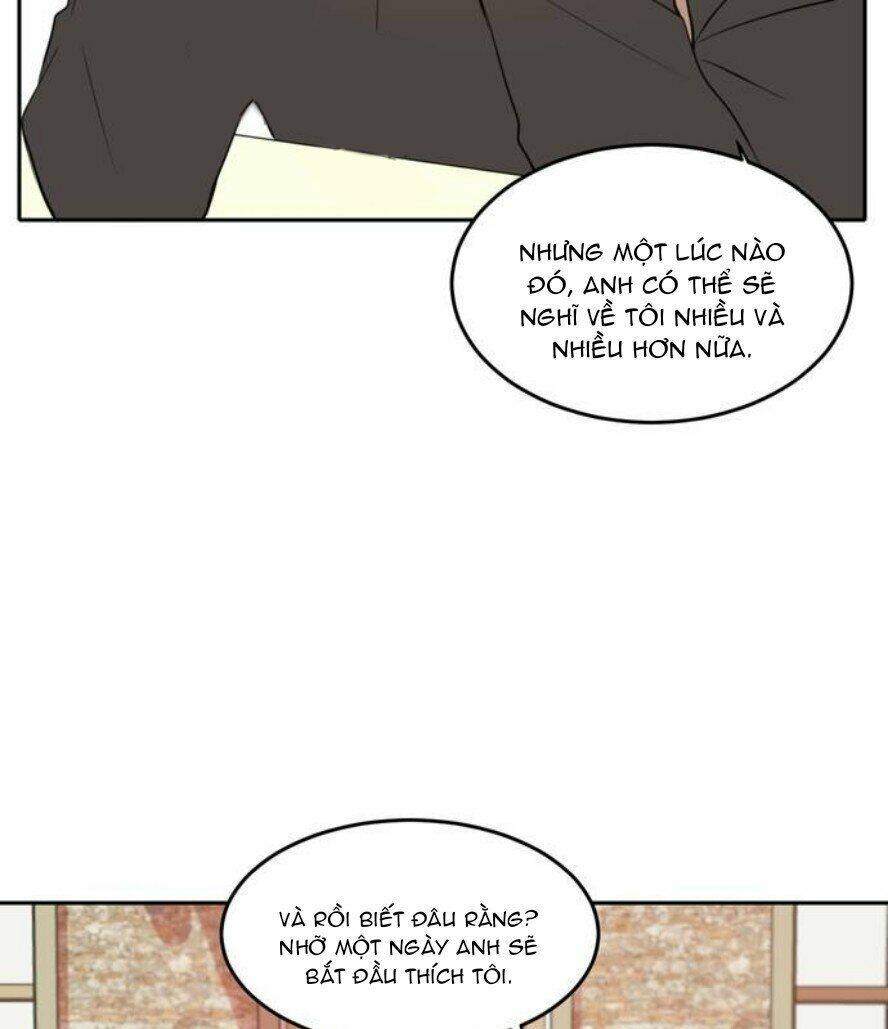 NHƯNG MỘT LÚC NÀO
ĐÓ, ANH CÓ THỂ SẼ
NGHĨ VỀ TÔI NHIỀU VÀ
NHIỀU HƠN NỮA.
VÀ RỒI BIẾT ĐÂU RẰNG?
NHỠ MỘT NGÀY ANH SẼ
BẮT ĐẦU THÍCH TÔI.